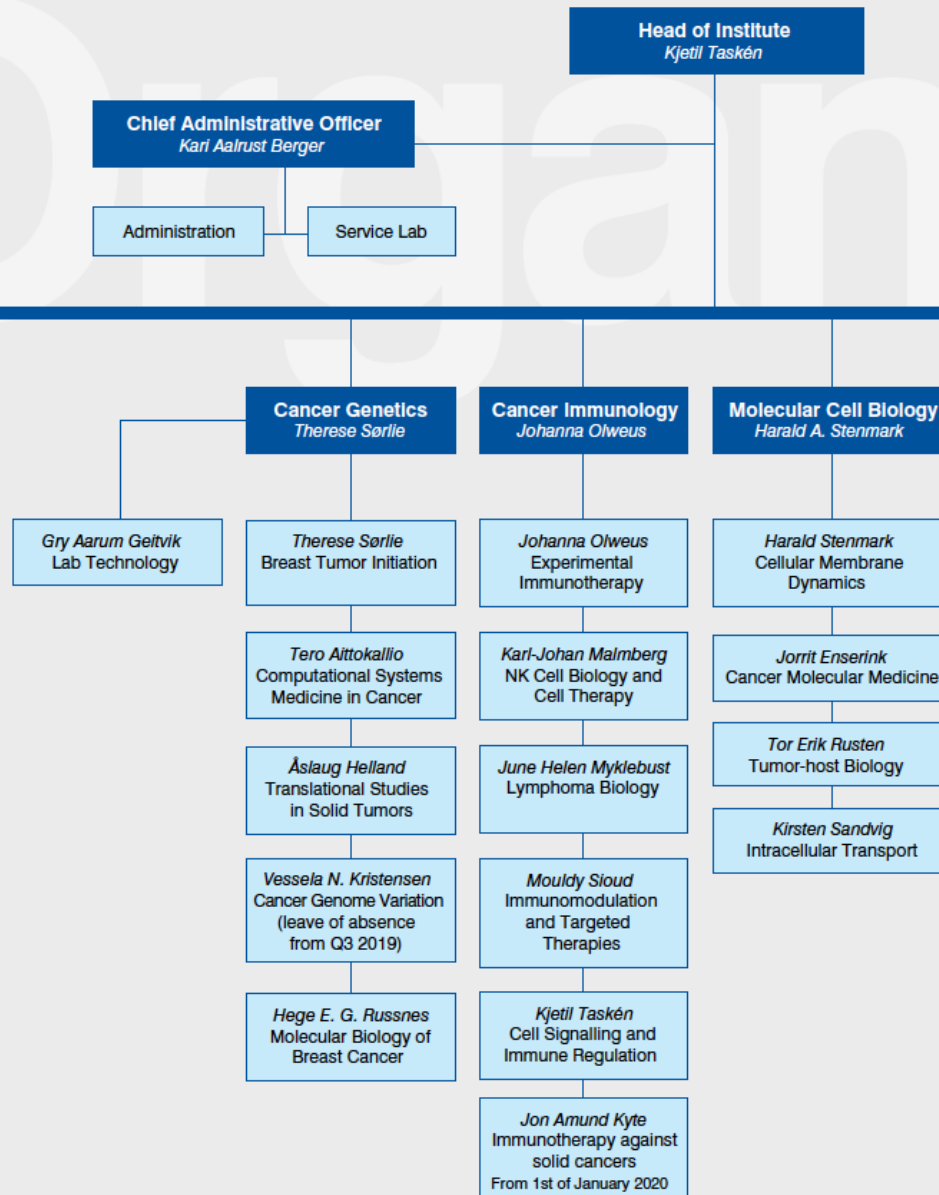 Organ
Head of Institute
Kjetil Taskén
Chief Administrative Officer
Kari Aalrust Berger
Administration
Service Lab
Cancer Genetics
Therese Sørlie
Cancer Immunology
Johanna Olweus
Molecular Cell Biology
Harald A. Stenmark
Gry Aarum Geitvik
Lab Technology
Therese Sørlie
Breast Tumor Initiation
Tero Aittokallio
Computational Systems
Medicine in Cancer
Åslaug Helland
Translational Studies
in Solid Tumors
Vessela N. Kristensen
Cancer Genome Variation
(leave of absence
from Q3 2019)
Hege E. G. Russnes
Molecular Biology of
Breast Cancer
Johanna Olweus
Experimental
Immunotherapy
Karl-Johan Malmberg
NK Cell Biology and
Cell Therapy
June Helen Myklebust
Lymphoma Biology
Mouldy Sioud
Immunomodulation
and Targeted
Therapies
Kjetil Taskén
Cell Signalling and
Immune Regulation
Jon Amund Kyte
Immunotherapy against
solid cancers
From 1st of January 2020
Harald Stenmark
Cellular Membrane
Dynamics
Jorrit Enserink
Cancer Molecular Medicine
Tor Erik Rusten
Tumor-host Biology
Kirsten Sandvig
Intracellular Transport